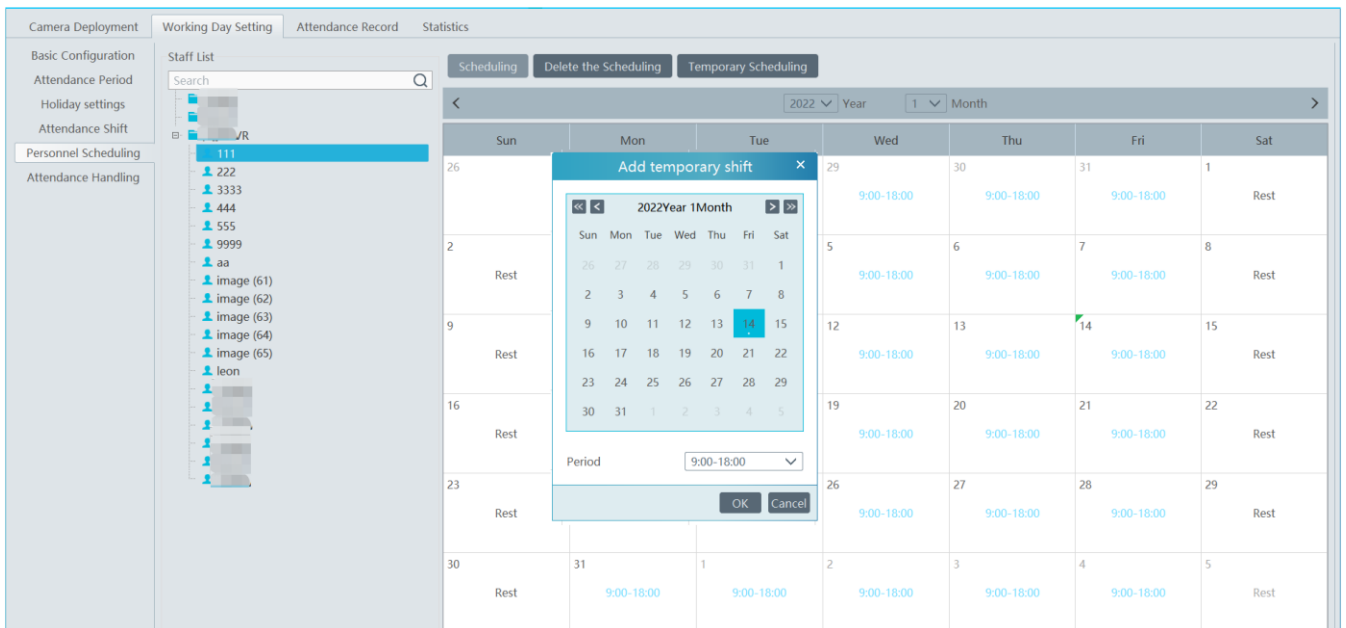 Camera Deployment Working Day Setting Attendance Record Statistics
Basic Configuration
Attendance Period
Holiday settings
Attendance Shift
Personnel Scheduling
Attendance Handling
Staff List
Search
VR
111
222
3333
444
555
9999
aa
image (61)
image (62)
image (63)
image (64)
image (65)
leon
Scheduling Delete the Scheduling Temporary Scheduling
2022 Year 1 Month
Sun Mon Tue Wed Thu Fri Sat
26 29 30 31 1
9:00-18:00 9:00-18:00 9:00-18:00 Rest
2 5 6 7 8
Rest 9:00-18:00 9:00-18:00 9:00-18:00 Rest
9 12 13 14 15
Rest 9:00-18:00 9:00-18:00 9:00-18:00 Rest
16 19 20 21 22
Rest 9:00-18:00 9:00-18:00 9:00-18:00 Rest
23 26 27 28 29
Rest 9:00-18:00 9:00-18:00 9:00-18:00 Rest
30 31 1 2 3 4 5
Rest 9:00-18:00 9:00-18:00 9:00-18:00 9:00-18:00 9:00-18:00 Rest
Add temporary shift
2022Year 1Month
Sun Mon Tue Wed Thu Fri Sat
26 27 28 29 30 31 1
2 3 4 5 6 7 8
9 10 11 12 13 14 15
16 17 18 19 20 21 22
23 24 25 26 27 28 29
30 31 1 2 3 4 5
Period 9:00-18:00
OK Cancel